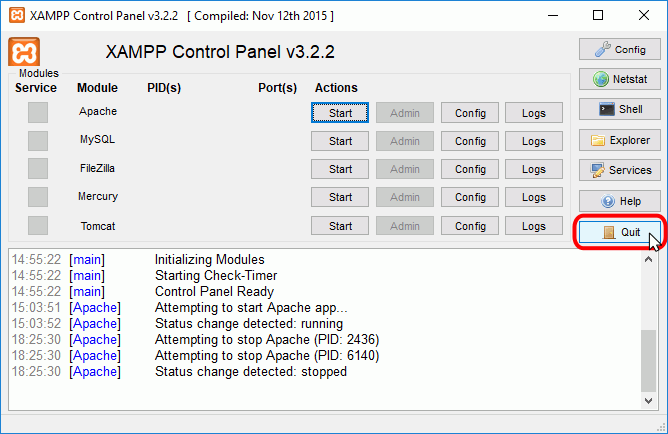 XAMPP Control Panel v3.2.2 [ Compiled: Nov 12th 2015 ]
XAMPP Control Panel v3.2.2
Config
Modules
Service Module PID(s) Port(s) Actions
Netstat
Apache Start Admin Config Logs
Shell
MySQL Start Admin Config Logs
Explorer
FileZilla Start Admin Config Logs
Services
Mercury Start Admin Config Logs
Help
Tomcat Start Admin Config Logs
Quit
14:55:22 [main] Initializing Modules
14:55:22 [main] Starting Check-Timer
14:55:22 [main] Control Panel Ready
15:03:51 [Apache] Attempting to start Apache app...
15:03:52 [Apache] Status change detected: running
18:25:30 [Apache] Attempting to stop Apache (PID: 2436)
18:25:30 [Apache] Attempting to stop Apache (PID: 6140)
18:25:30 [Apache] Status change detected: stopped